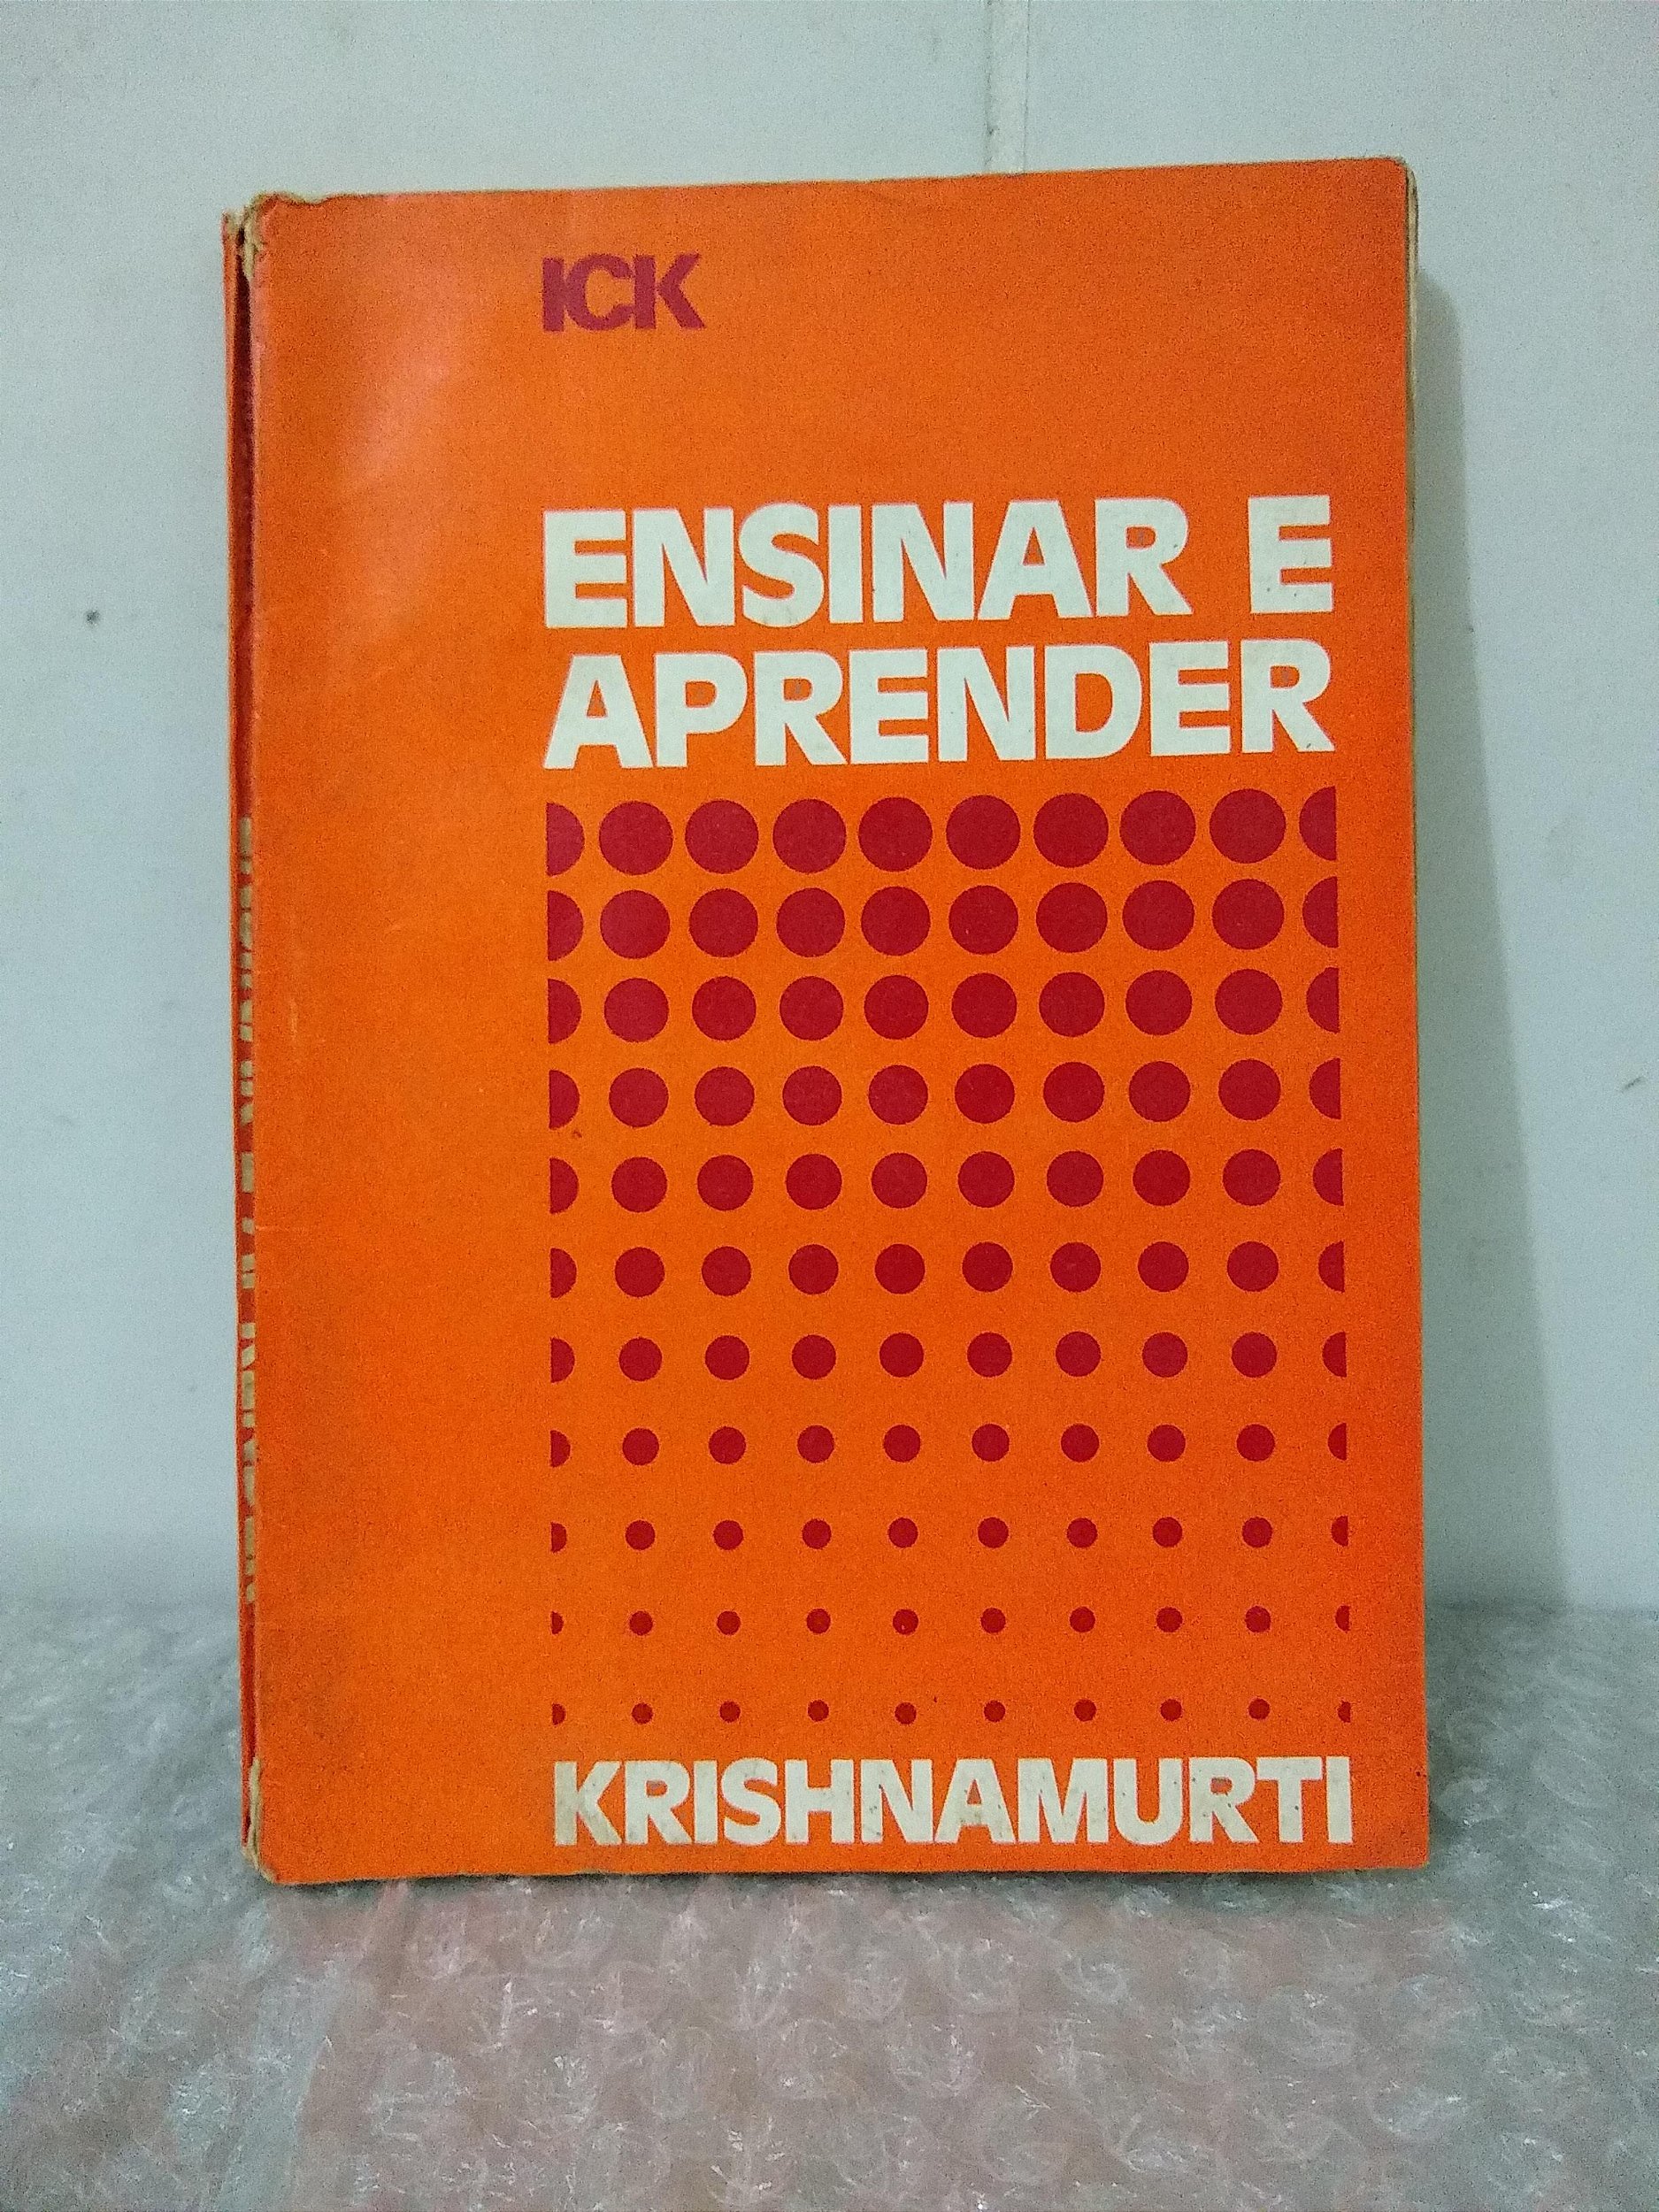 ICK
ENSINAR E
APRENDER
KRISHNAMURTI